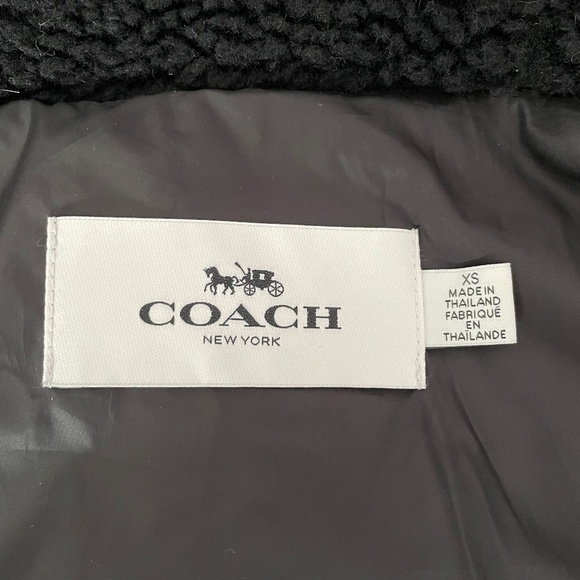 COACH
NEW YORK
XS
MADE IN
THAILAND
FABRIQUÉ
EN
THAÏLANDE